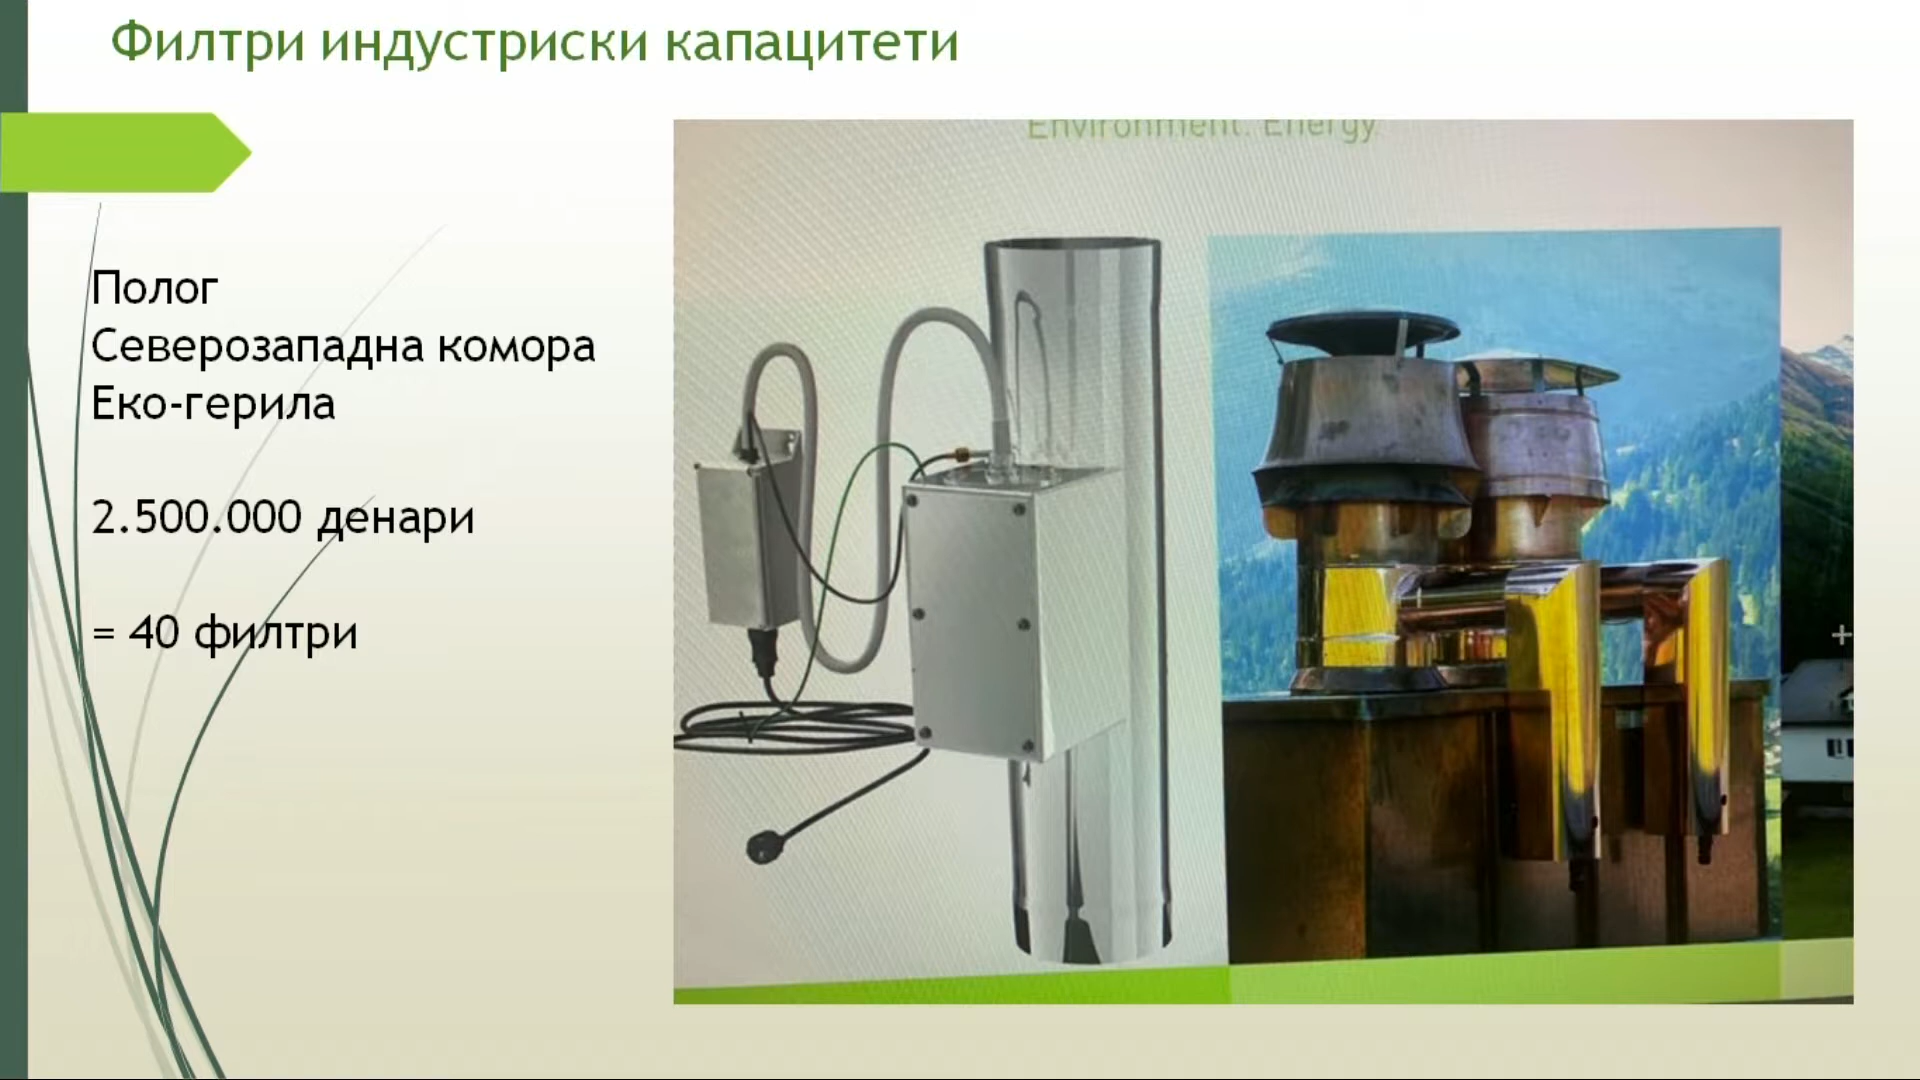 Филтри индустриски капацитети
Environment. Energy.
Полог
Северозападна комора
Еко-герила
2.500.000 денари
= 40 филтри